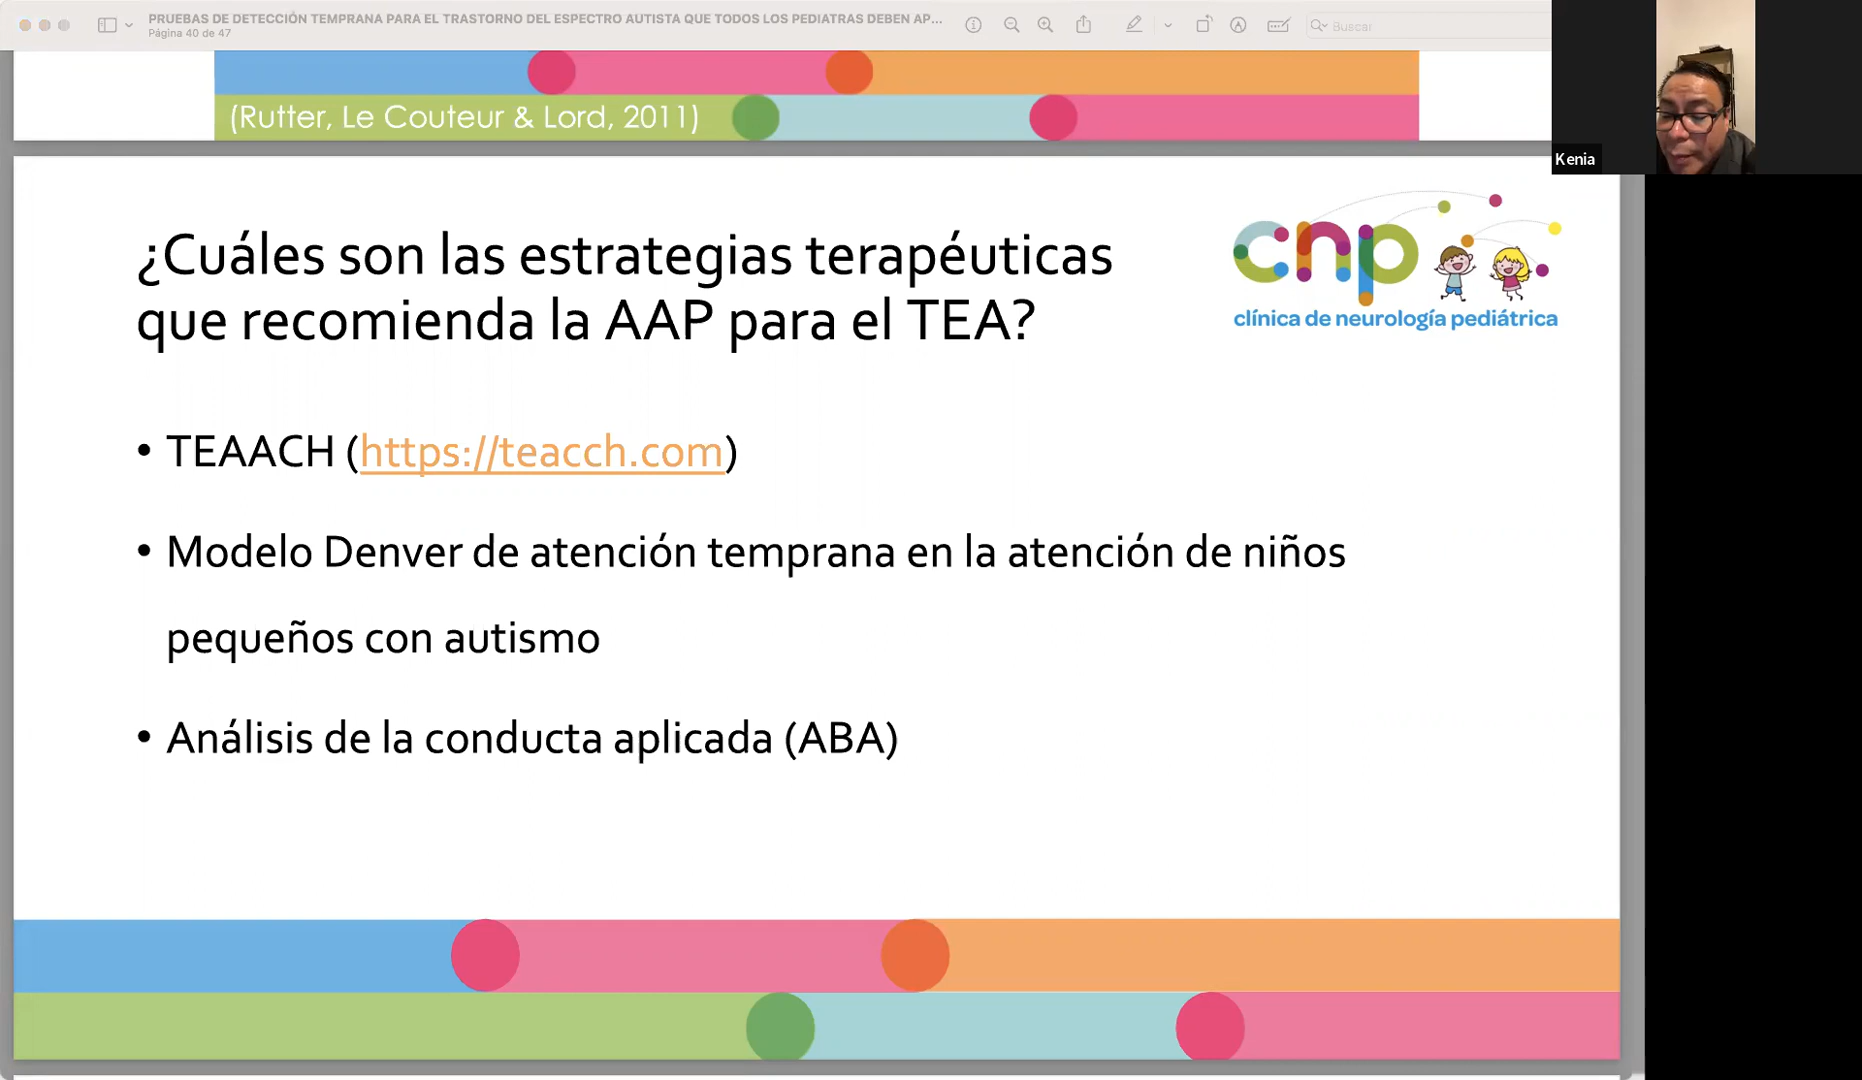 PRUEBAS DE DETECCIÓN TEMPRANA PARA EL TRASTORNO DEL ESPECTRO AUTISTA QUE TODOS LOS PEDIATRAS DEBEN AP...
Página 40 de 47
Buscar
(Rutter, Le Couteur & Lord, 2011)
Kenia
¿Cuáles son las estrategias terapéuticas
que recomienda la AAP para el TEA?
cnp
clínica de neurología pediátrica
• TEAACH (https://teacch.com)
• Modelo Denver de atención temprana en la atención de niños
pequeños con autismo
• Análisis de la conducta aplicada (ABA)